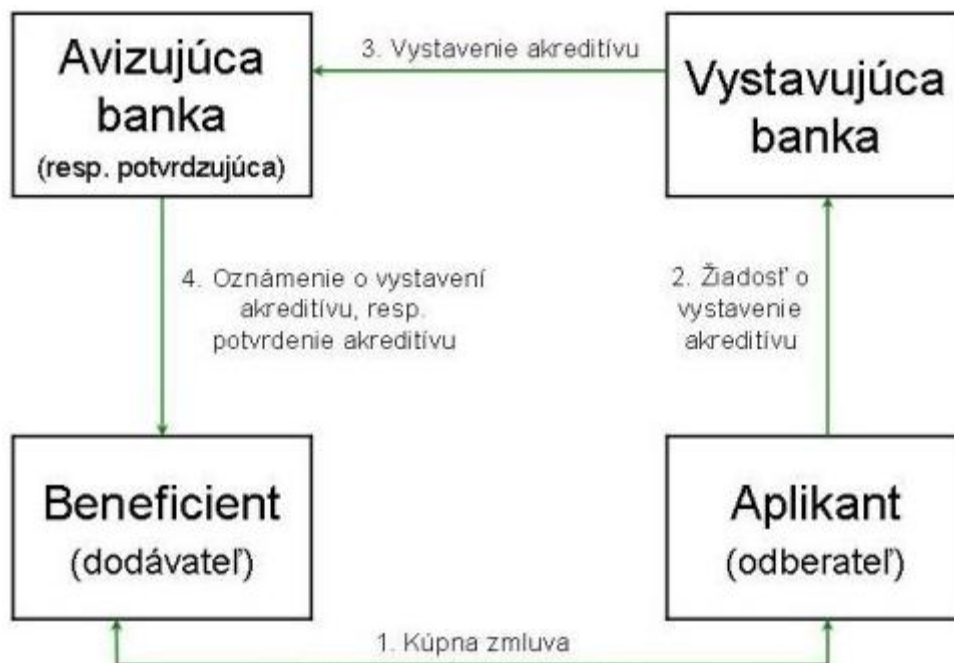 Avizujúca
banka
(resp. potvrdzujúca)
3. Vystavenie akreditívu
Vystavujúca
banka
4. Oznámenie o vystavení
akreditívu, resp.
potvrdenie akreditívu
2. Žiadosť o
vystavenie
akreditívu
Beneficient
(dodávateľ)
Aplikant
(odberateľ)
1. Kúpna zmluva